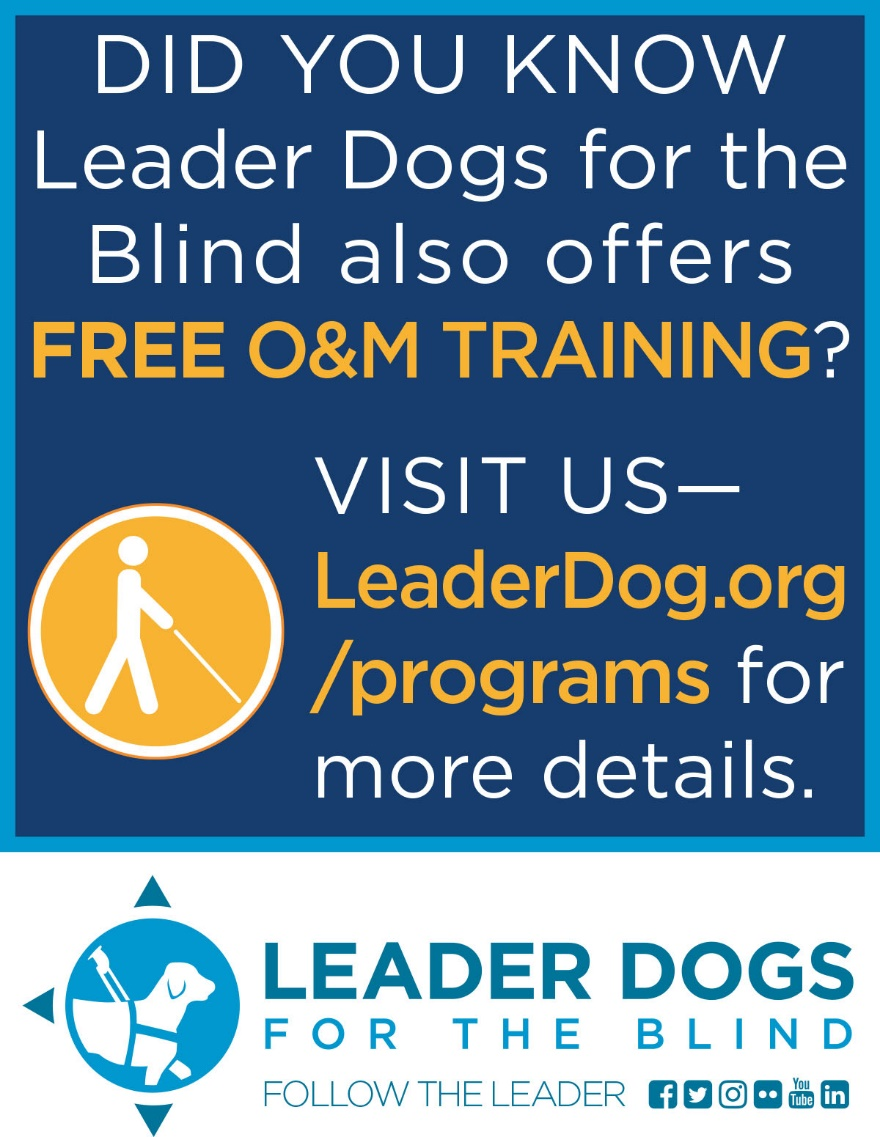 DID YOU KNOW
Leader Dogs for the
Blind also offers
FREE O&M TRAINING?
VISIT US—
LeaderDog.org
/programs for
more details.
LEADER DOGS
FOR THE BLIND
FOLLOW THE LEADER
You
Tube
in